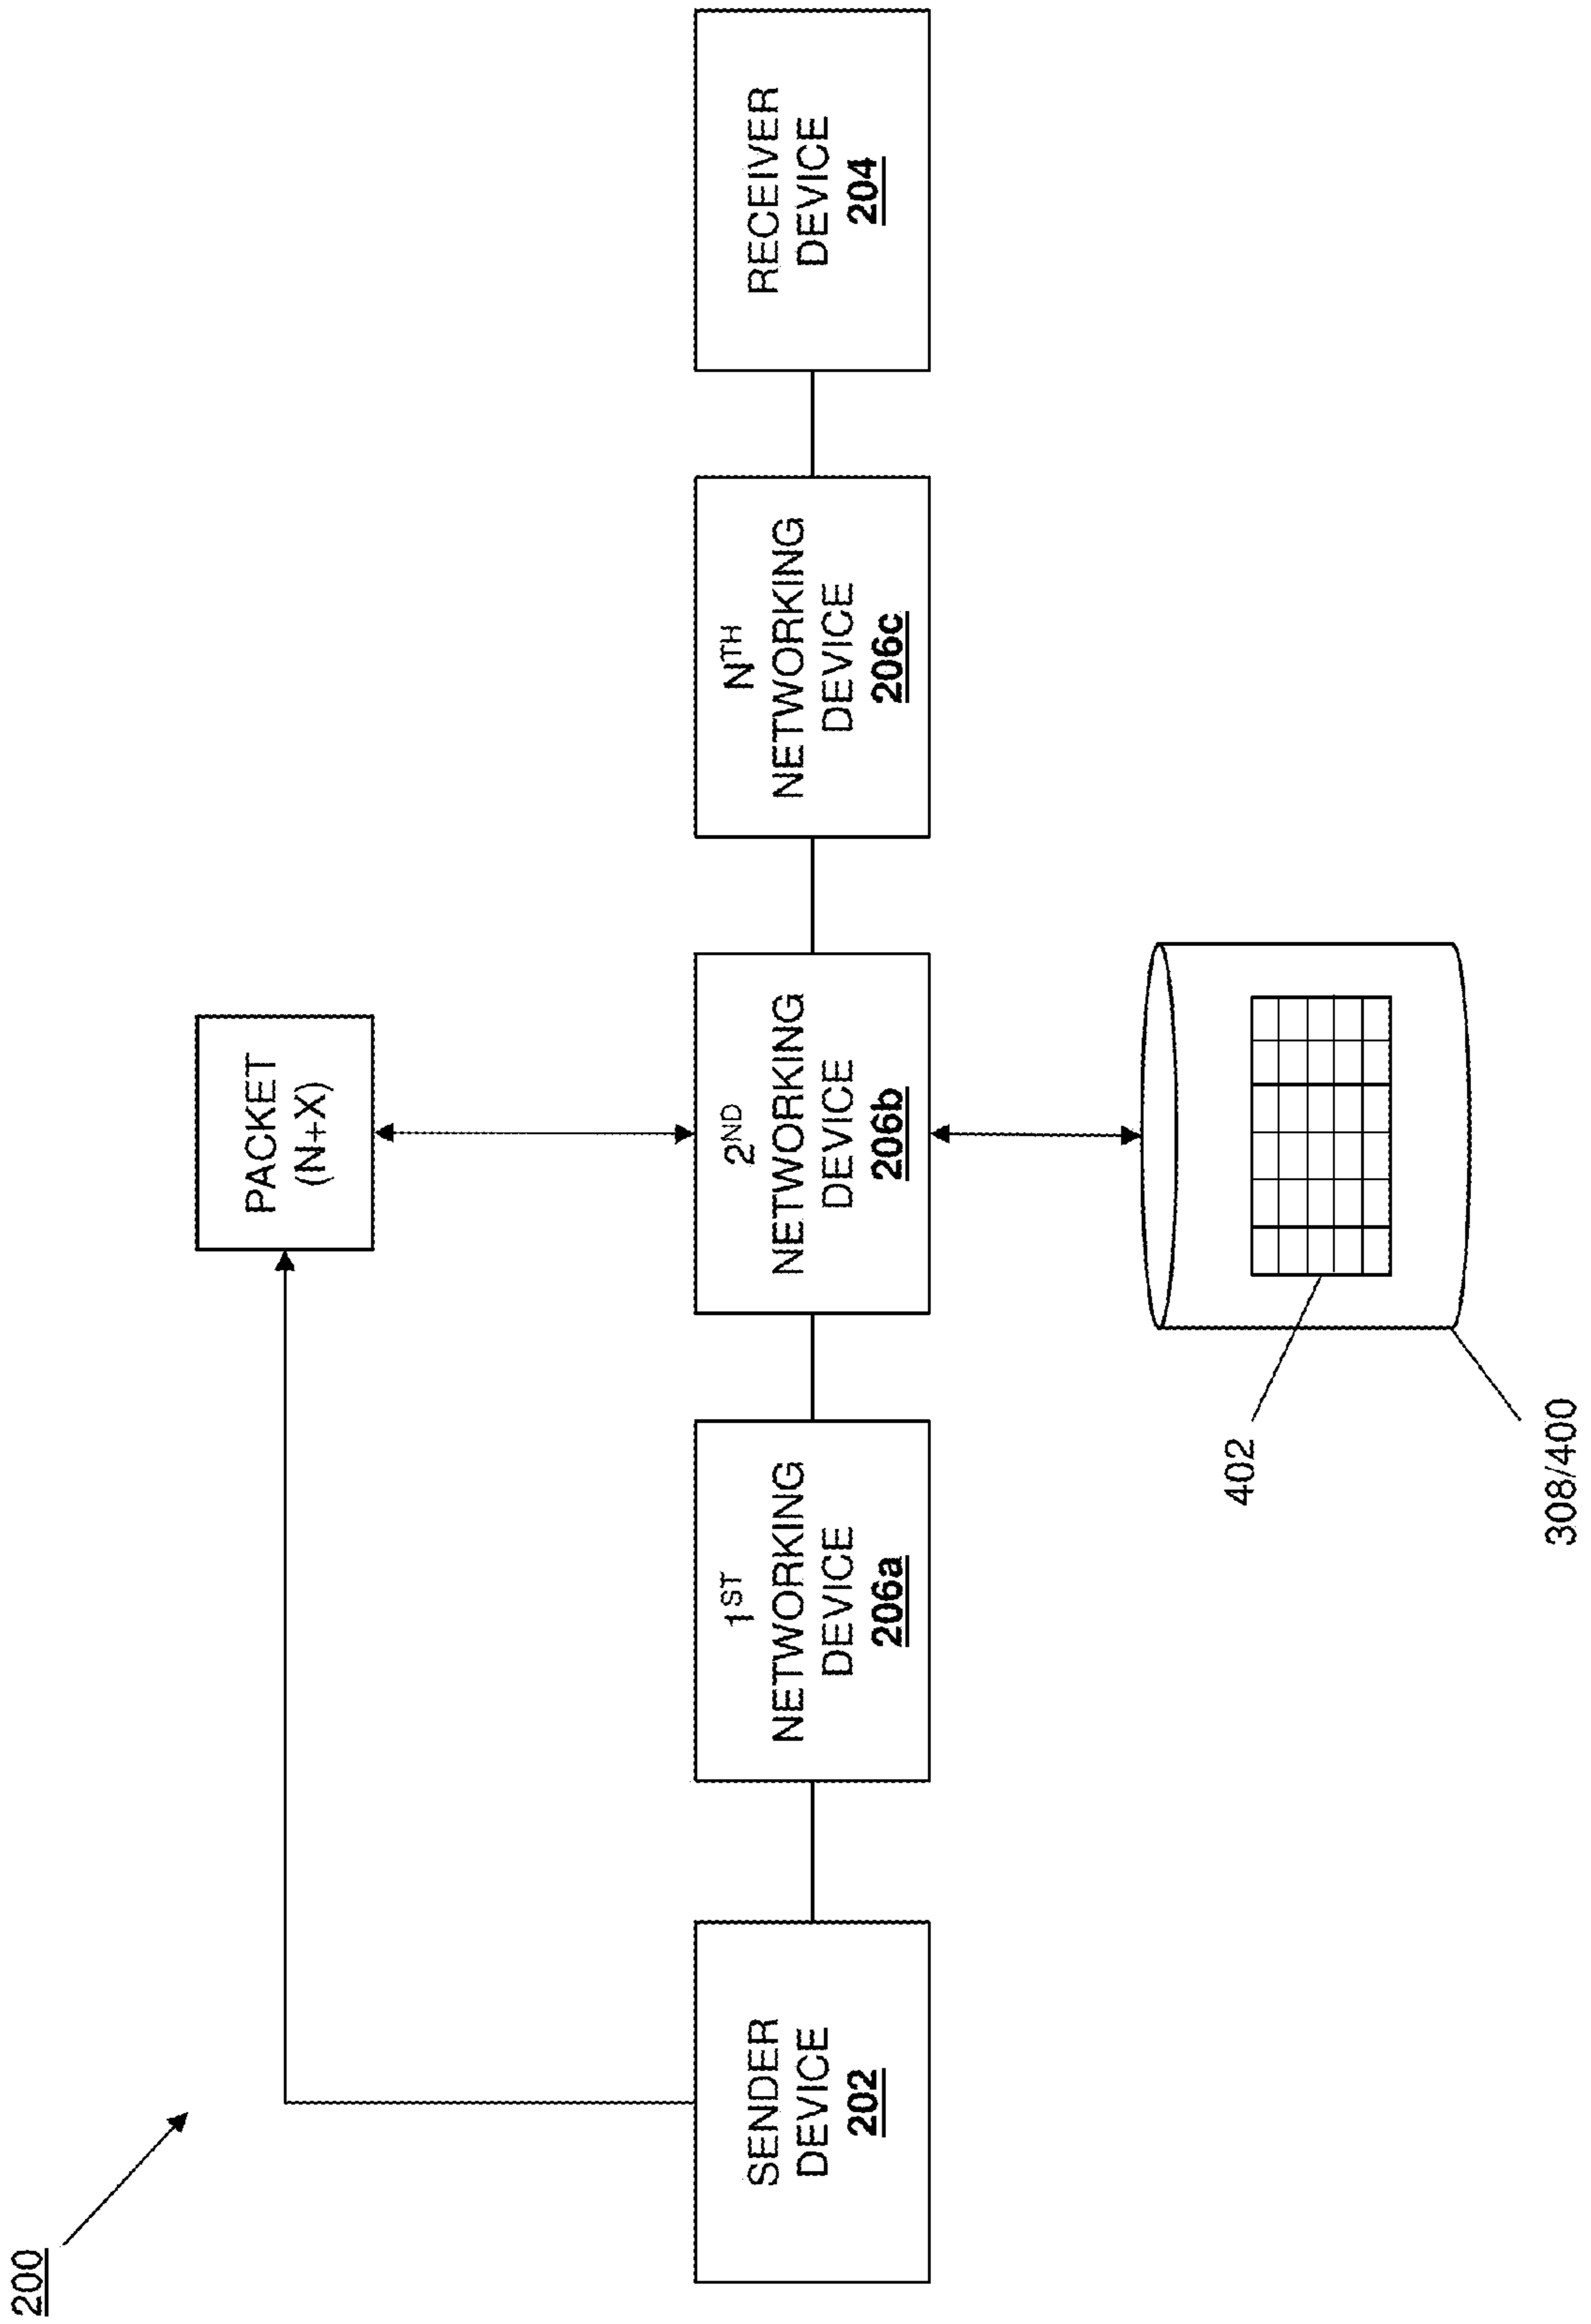 200
PACKET
(N+X)
SENDER
DEVICE
202
1ST
NETWORKING
DEVICE
206a
2ND
NETWORKING
DEVICE
206b
NTH
NETWORKING
DEVICE
206c
RECEIVER
DEVICE
204
402
308/400